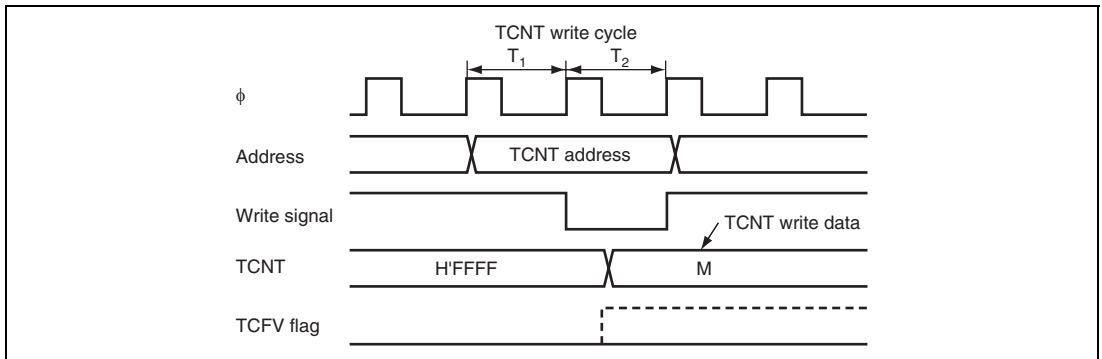 TCNT write cycle
T1 T2
φ
Address TCNT address
Write signal
TCNT write data
TCNT H'FFFF M
TCFV flag